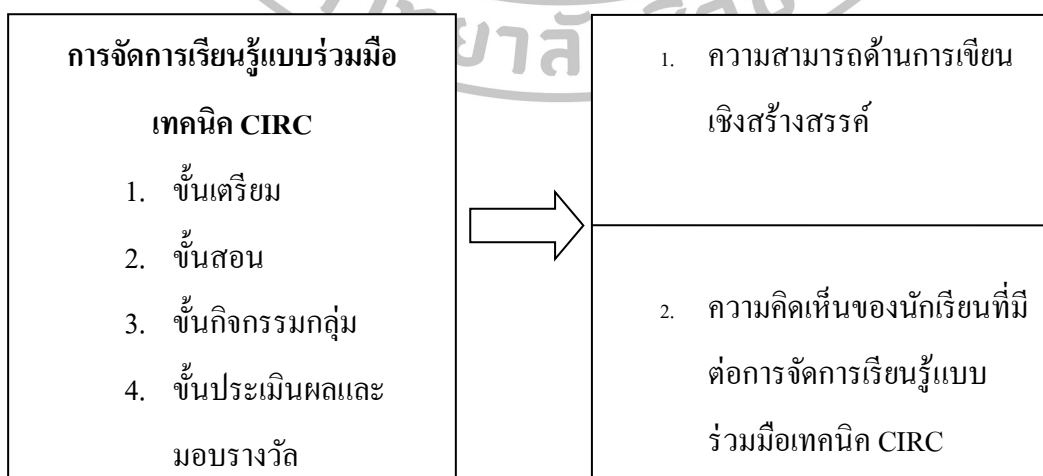 การจัดการเรียนรู้แบบร่วมมือ
เทคนิค CIRC
1. ขั้นเตรียม
2. ขั้นสอน
3. ขั้นกิจกรรมกลุ่ม
4. ขั้นประเมินผลและ
มอบรางวัล
1. ความสามารถด้านการเขียน
เชิงสร้างสรรค์
2. ความคิดเห็นของนักเรียนที่มี
ต่อการจัดการเรียนรู้แบบ
ร่วมมือเทคนิค CIRC